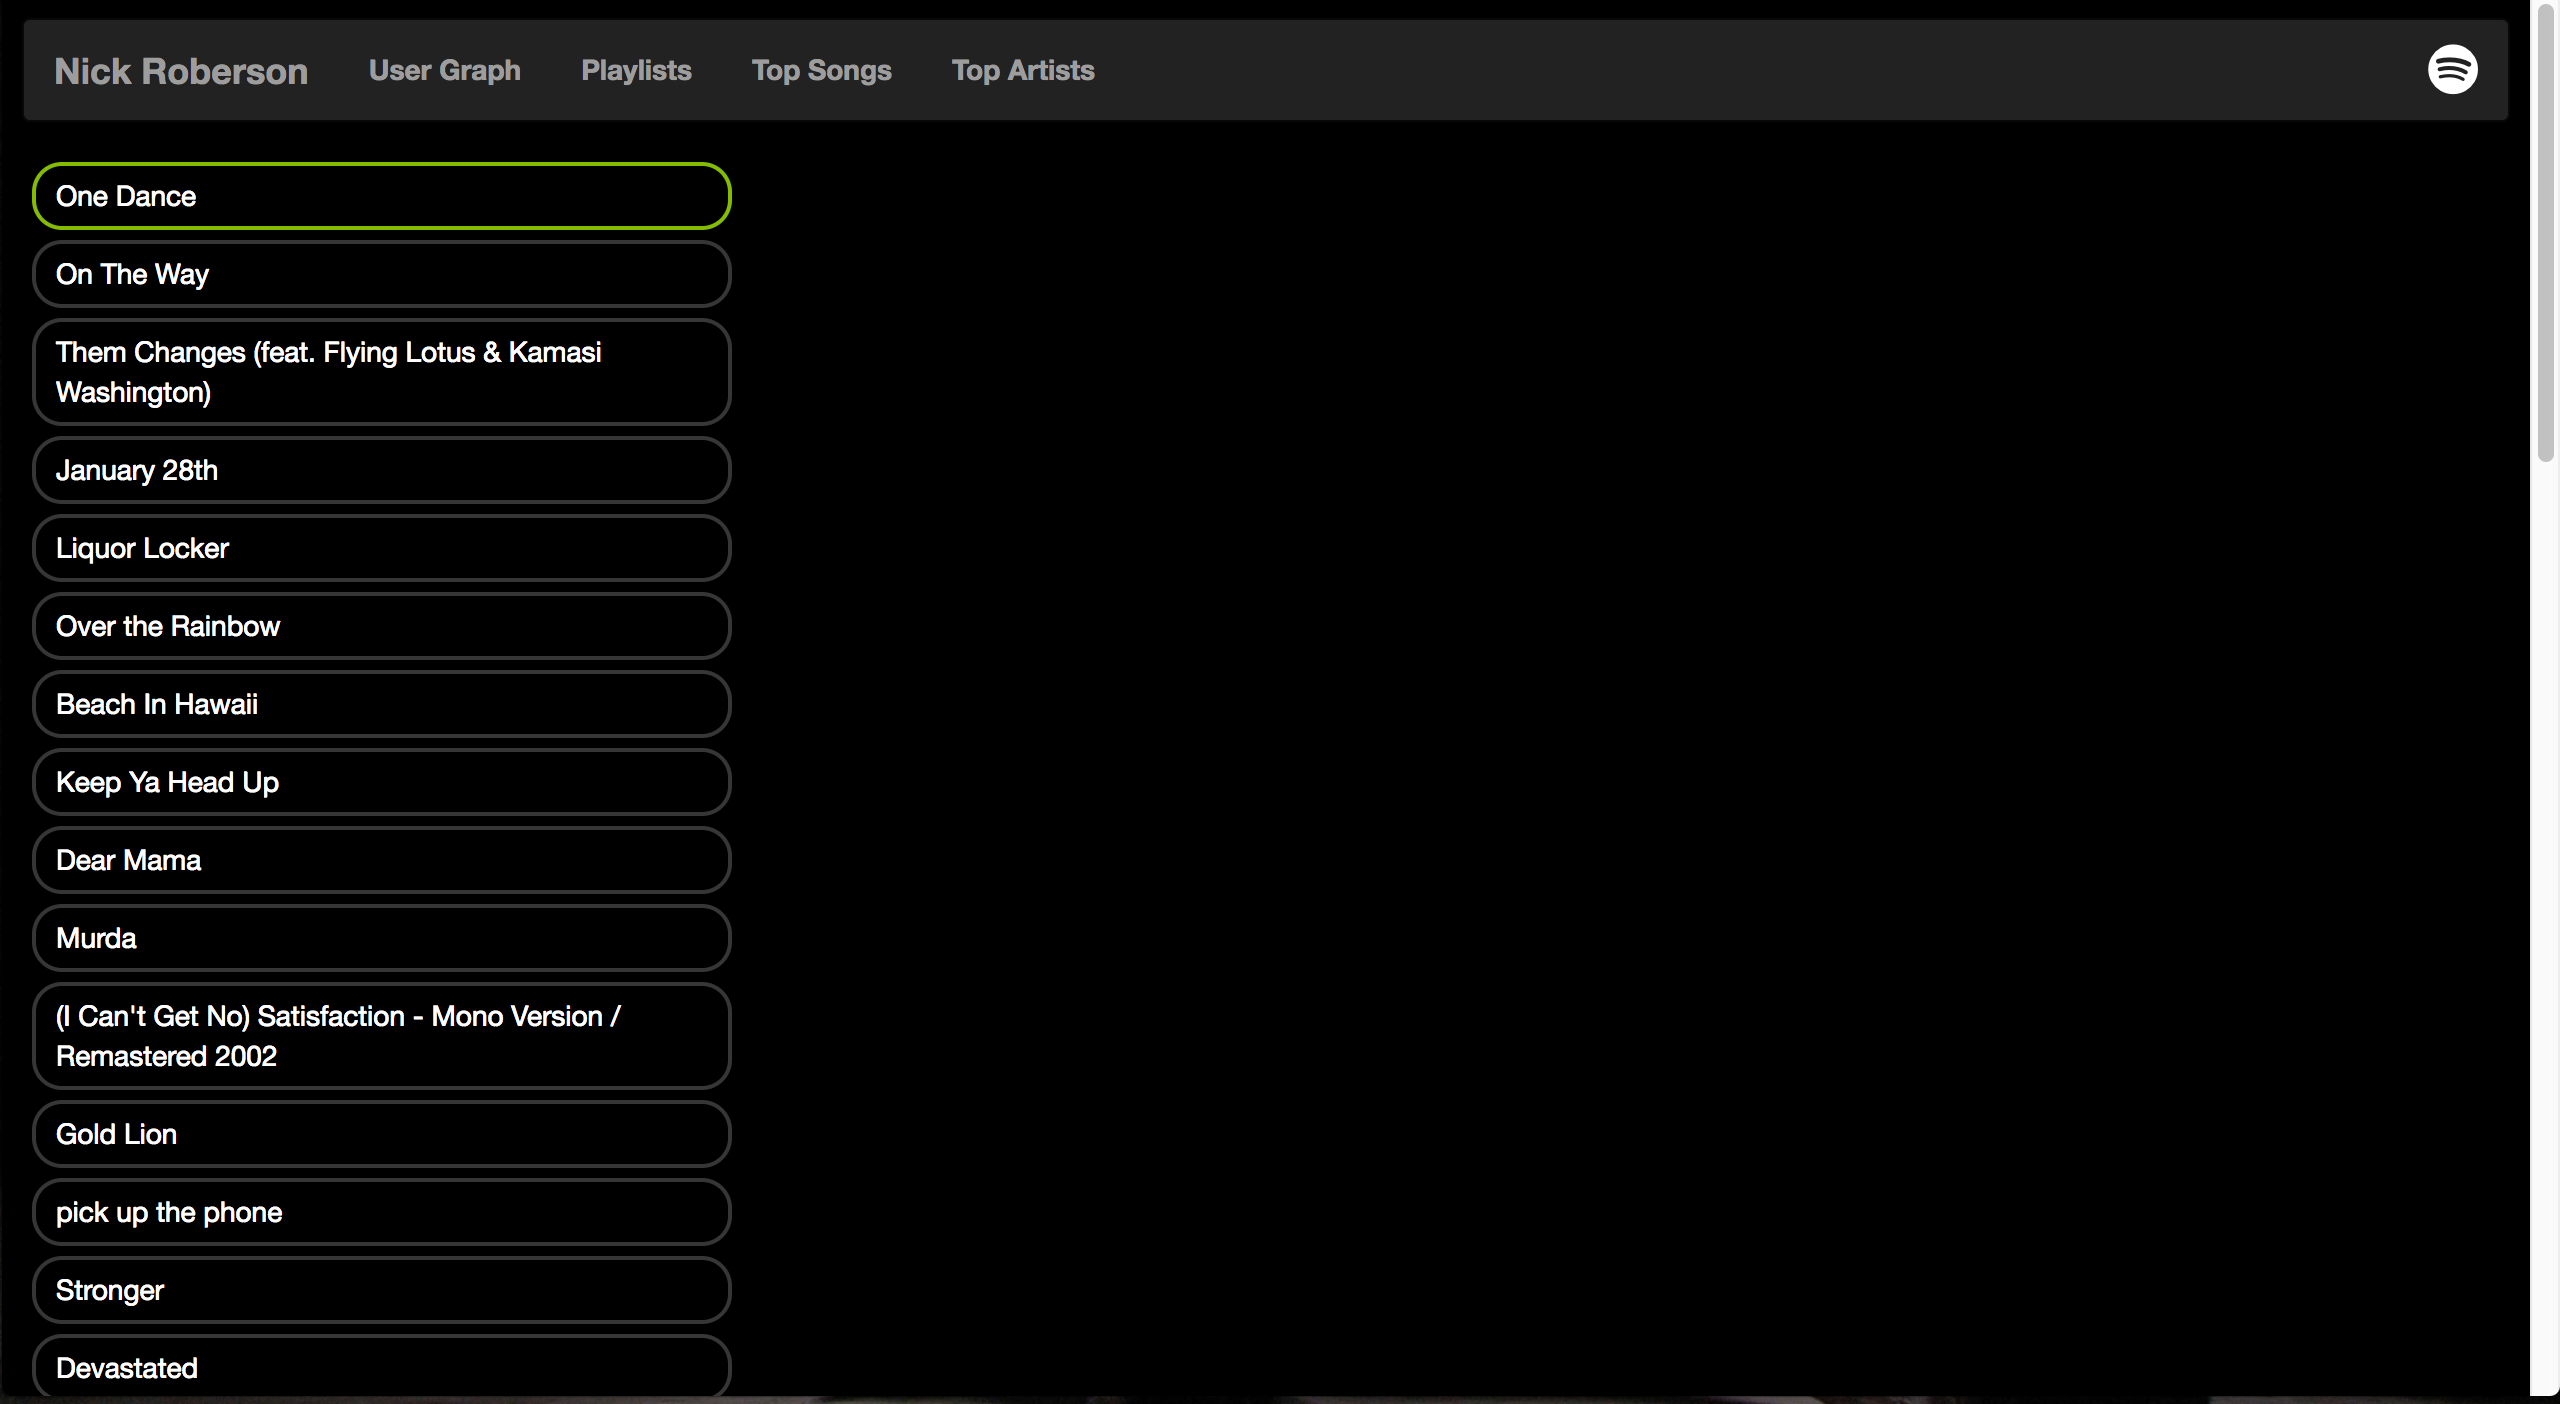 Nick Roberson
User Graph
Playlists
Top Songs
Top Artists
One Dance
On The Way
Them Changes (feat. Flying Lotus & Kamasi
Washington)
January 28th
Liquor Locker
Over the Rainbow
Beach In Hawaii
Keep Ya Head Up
Dear Mama
Murda
(I Can't Get No) Satisfaction - Mono Version /
Remastered 2002
Gold Lion
pick up the phone
Stronger
Devastated